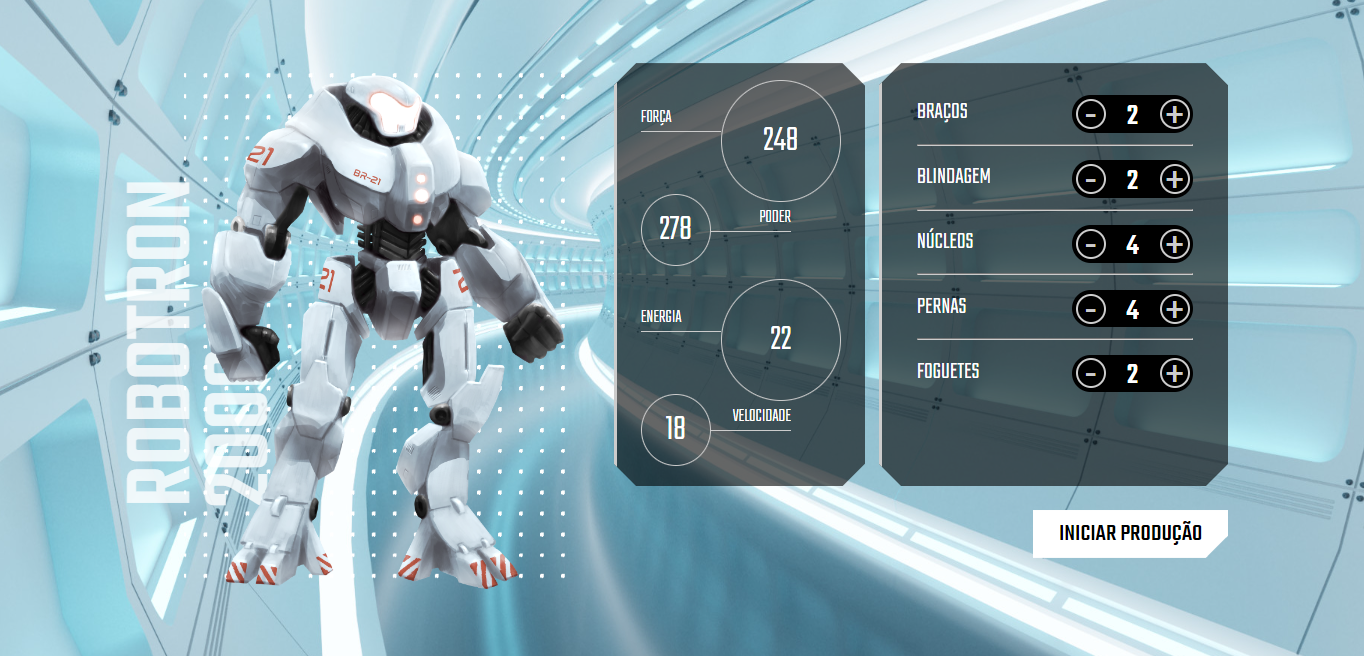 ROBOTRON
2000
21
BR-21
21
FORÇA
248
278
PODER
ENERGIA
22
18
VELOCIDADE
BRAÇOS
- 2 +
BLINDAGEM
- 2 +
NÚCLEOS
- 4 +
PERNAS
- 4 +
FOGUETES
- 2 +
INICIAR PRODUÇÃO